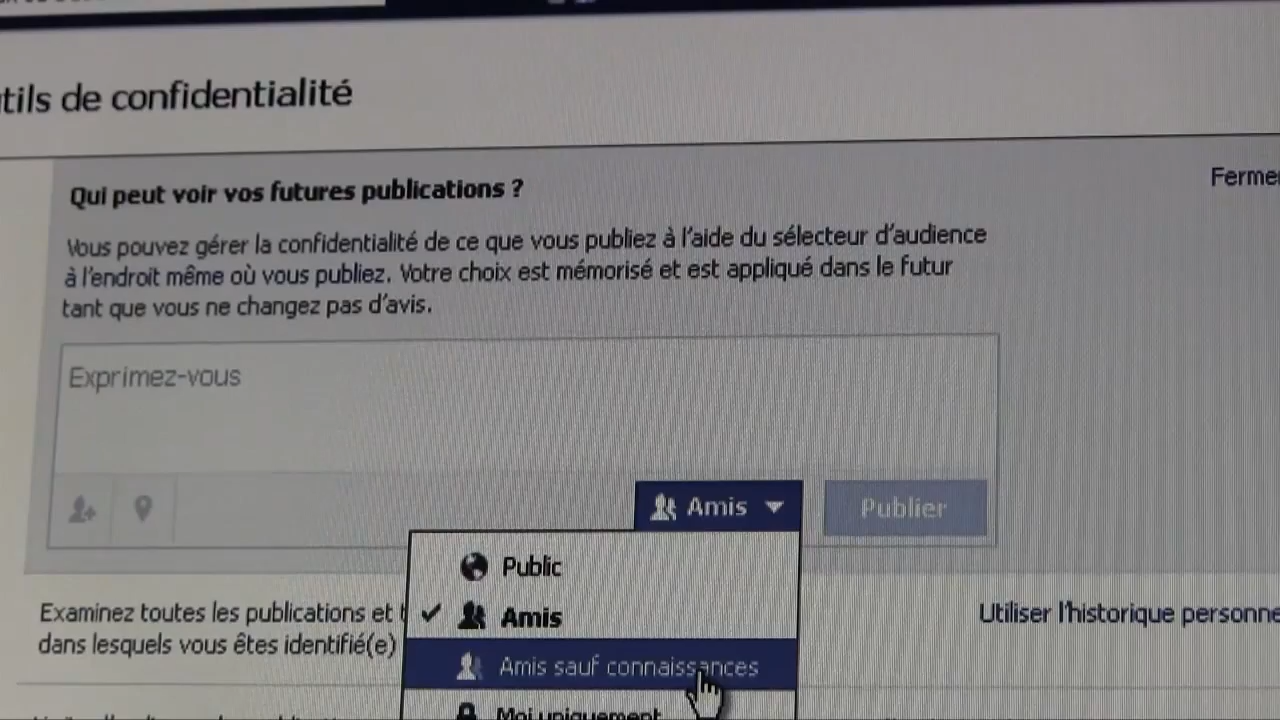 tils de confidentialité
Qui peut voir vos futures publications ?
Ferme
Vous pouvez gérer la confidentialité de ce que vous publiez à l'aide du sélecteur d'audience
à l'endroit même où vous publiez. Votre choix est mémorisé et est appliqué dans le futur
tant que vous ne changez pas d'avis.
Exprimez-vous
Amis
Publier
Public
Amis
Amis sauf connaissances
Moi uniquement
Examinez toutes les publications et t
dans lesquels vous êtes identifié(e)
Utiliser l'historique personne